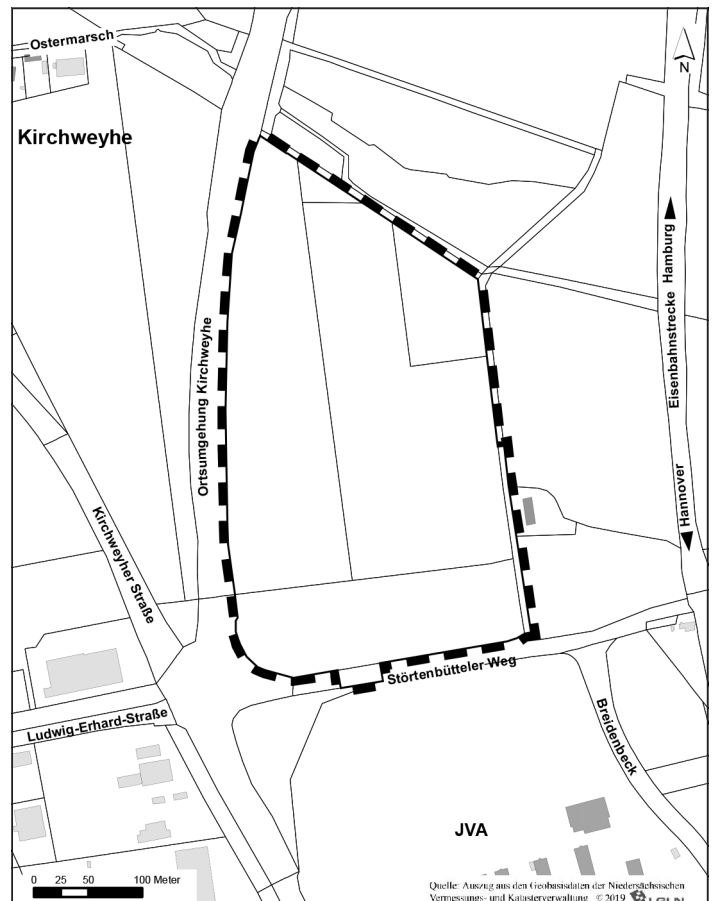 Ostermarsch
N
Kirchweyhe
Eisenbahnstrecke Hamburg
Ortsumgehung Kirchweyhe
Hannover
Kirchweyher Straße
Störtenbütteler Weg
Ludwig-Erhard-Straße
Breidenbeck
JVA
0 25 50 100 Meter
Quelle: Auszug aus den Geobasisdaten der Niedersächsischen
Vermessungs- und Katasterverwaltung © 2019 LGLN